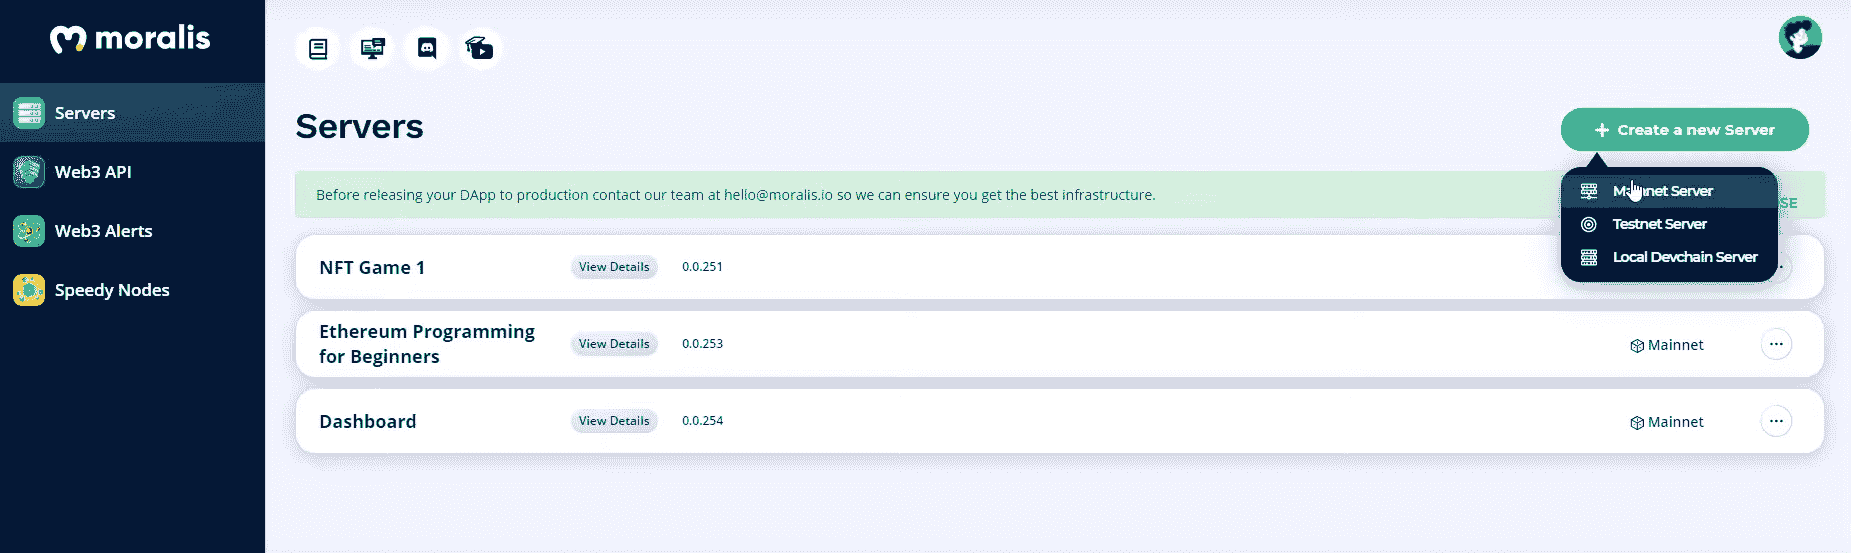 moralis
Servers
Web3 API
Web3 Alerts
Speedy Nodes
Servers
+ Create a new Server
Before releasing your DApp to production contact our team at hello@moralis.io so we can ensure you get the best infrastructure.
Server
Testnet Server
Local Devchain Server
NFT Game 1
View Details
0.0.251
Ethereum Programming
for Beginners
View Details
0.0.253
Mainnet
Dashboard
View Details
0.0.254
Mainnet